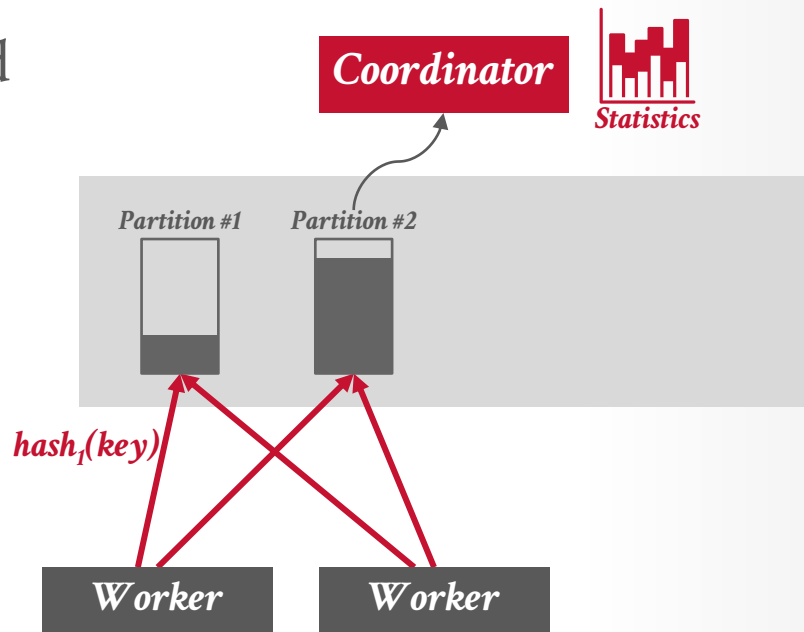 Coordinator
Statistics
Partition #1
Partition #2
hash₁(key)
Worker
Worker